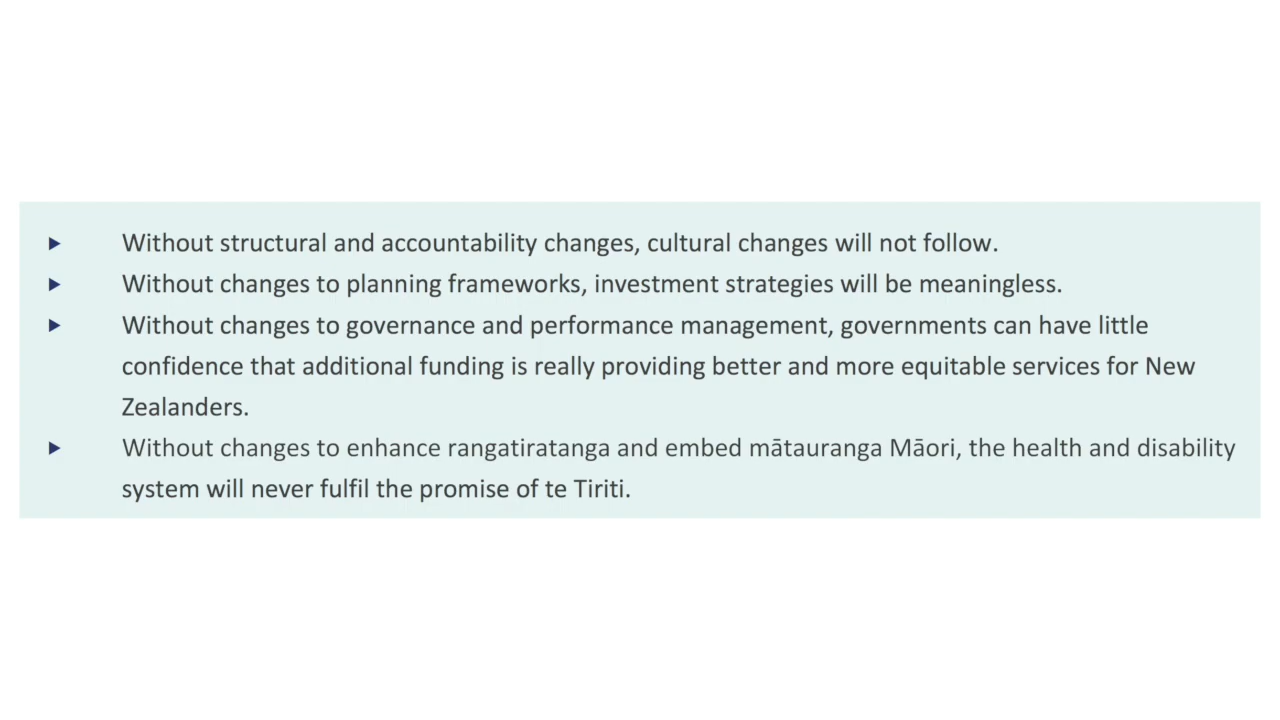 Without structural and accountability changes, cultural changes will not follow.
Without changes to planning frameworks, investment strategies will be meaningless.
Without changes to governance and performance management, governments can have little
confidence that additional funding is really providing better and more equitable services for New
Zealanders.
Without changes to enhance rangatiratanga and embed mātauranga Māori, the health and disability
system will never fulfil the promise of te Tiriti.